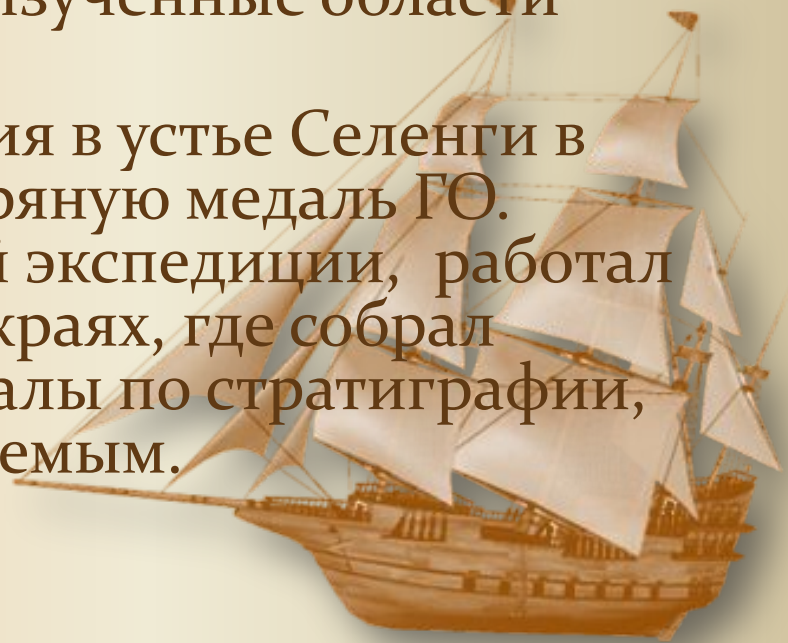 изученные области
ия в устье Селенги в
ряную медаль ГО.
й экспедиции,  работал
краях, где собрал
алы по стратиграфии,
емым.